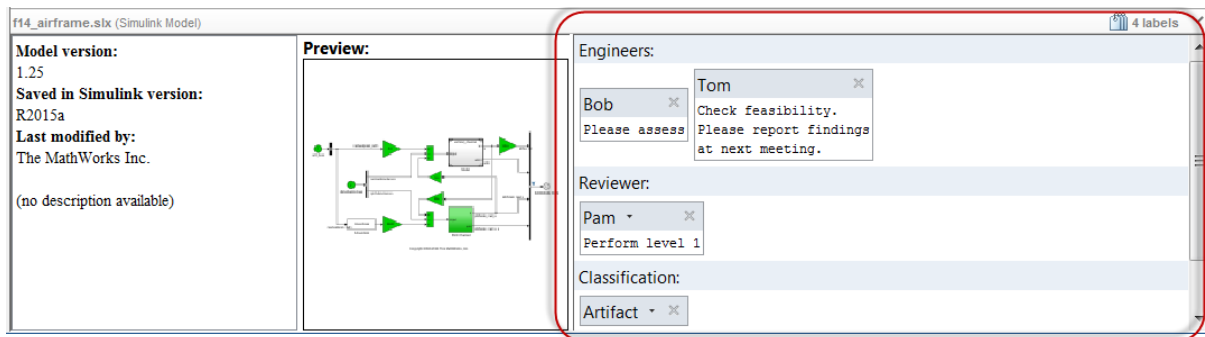 f14_airframe.slx (Simulink Model)
4 labels
Model version:
1.25
Saved in Simulink version:
R2015a
Last modified by:
The MathWorks Inc.
(no description available)
Preview:
Engineers:
Bob
Please assess
Tom
Check feasibility.
Please report findings
at next meeting.
Reviewer:
Pam
Perform level 1
Classification:
Artifact